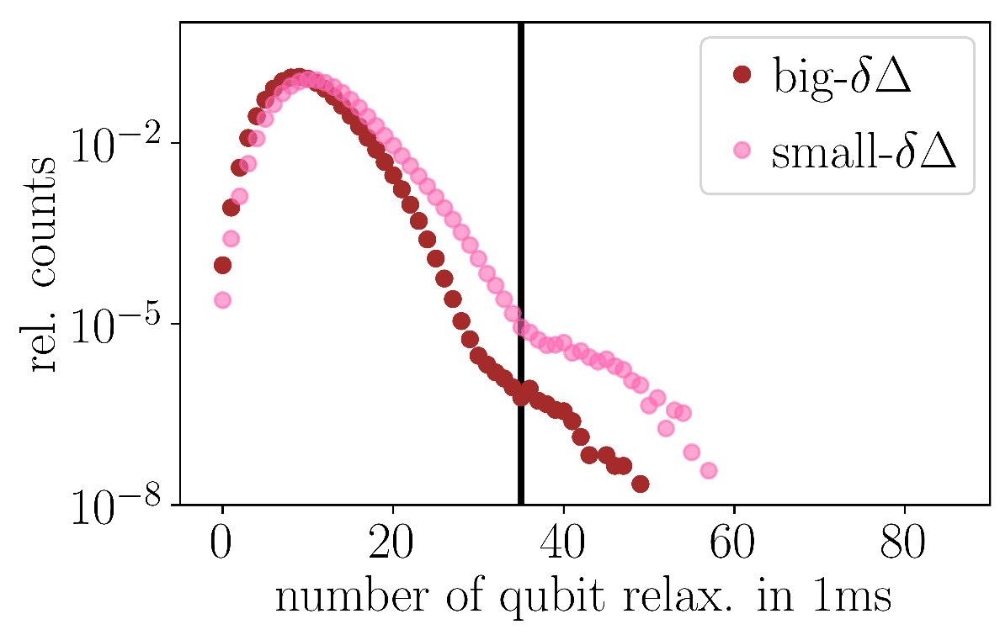 big-δΔ
small-δΔ
rel. counts
10⁻²
10⁻⁵
10⁻⁸
0 20 40 60 80
number of qubit relax. in 1ms